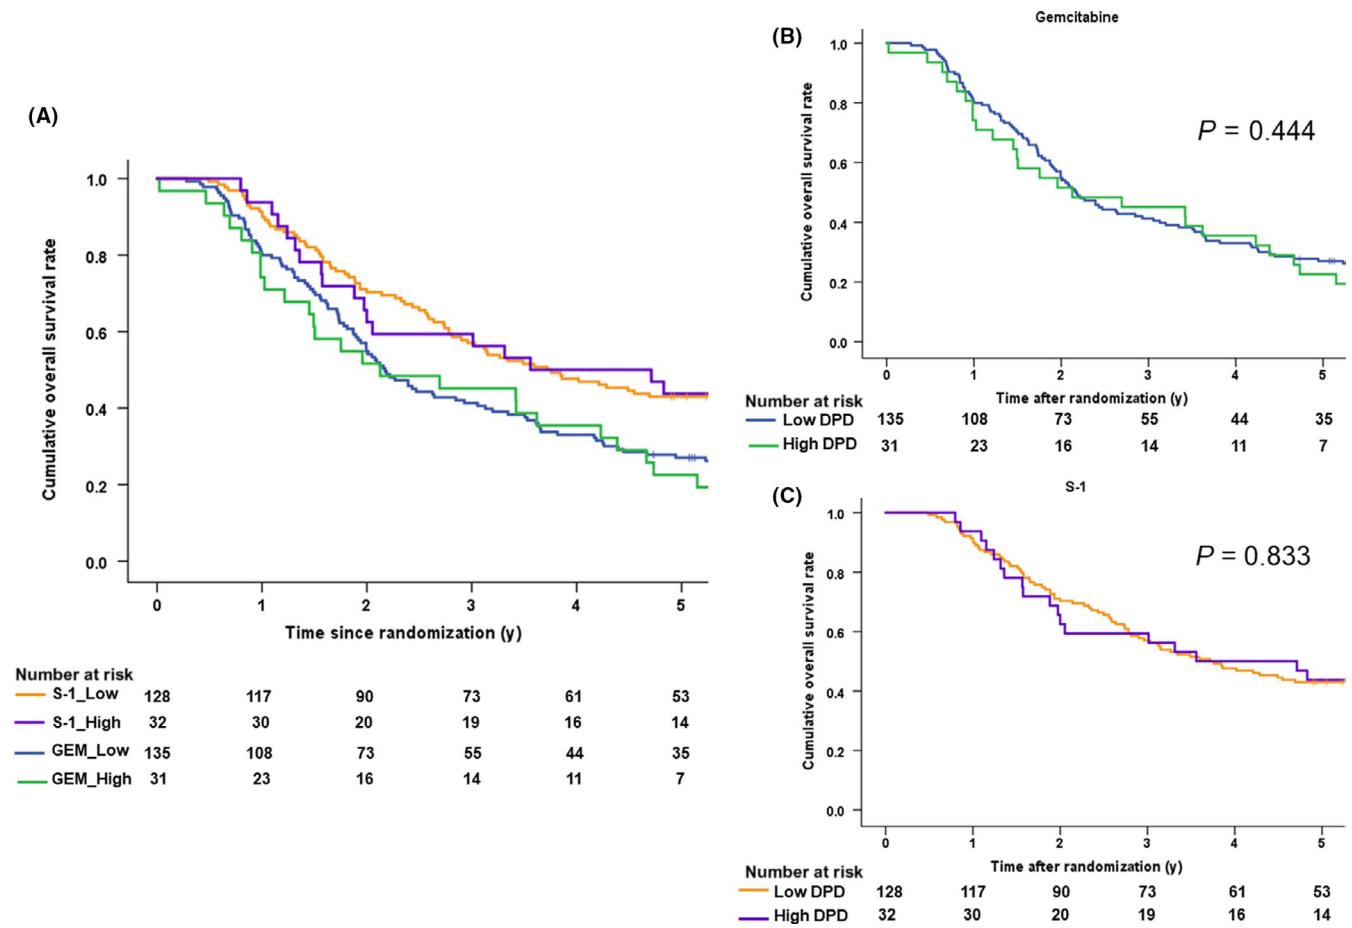 (A)
Cumulative overall survival rate
1.0
0.8
0.6
0.4
0.2
0.0
0 1 2 3 4 5
Time since randomization (y)
Number at risk
S-1_Low 128 117 90 73 61 53
S-1_High 32 30 20 19 16 14
GEM_Low 135 108 73 55 44 35
GEM_High 31 23 16 14 11 7
(B)
Gemcitabine
Cumulative overall survival rate
1.0
0.8
0.6
0.4
0.2
0.0
P = 0.444
0 1 2 3 4 5
Time after randomization (y)
Number at risk
Low DPD 135 108 73 55 44 35
High DPD 31 23 16 14 11 7
(C)
S-1
Cumulative overall survival rate
1.0
0.8
0.6
0.4
0.2
0.0
P = 0.833
0 1 2 3 4 5
Time after randomization (y)
Number at risk
Low DPD 128 117 90 73 61 53
High DPD 32 30 20 19 16 14